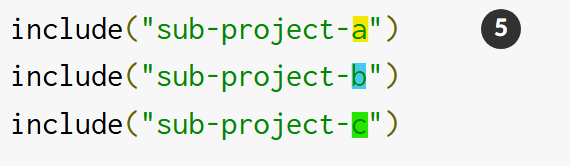 include("sub-project-a") 5
include("sub-project-b")
include("sub-project-c")